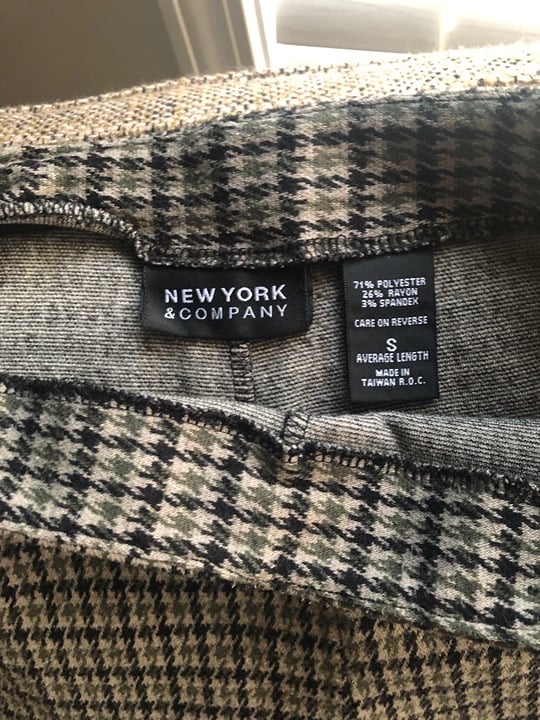 NEW YORK
& COMPANY
71% POLYESTER
26% RAYON
3% SPANDEX
CARE ON REVERSE
S
AVERAGE LENGTH
MADE IN
TAIWAN R.O.C.